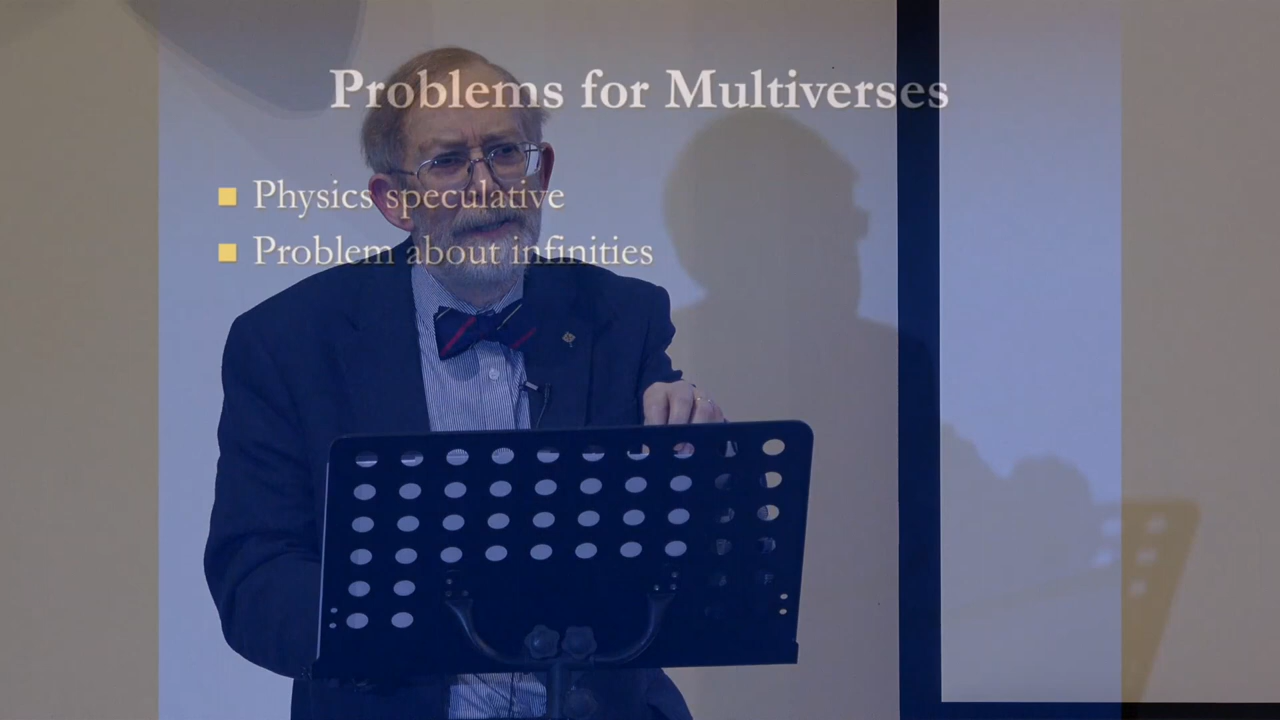 Problems for Multiverses
Physics speculative
Problem about infinities